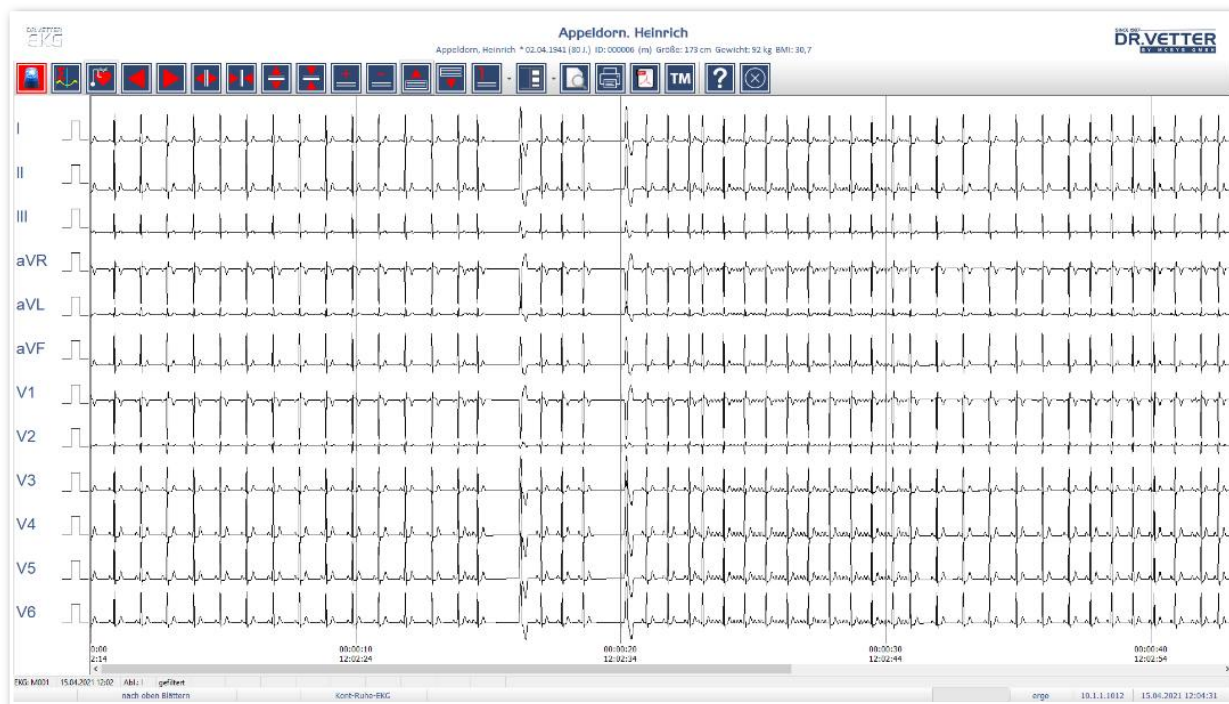 DR.VETTER
EKG
Appeldorn, Heinrich
Appeldorn, Heinrich * 02.04.1941 (80 J.) ID:000006 (m) Größe: 173 cm Gewicht: 92 kg BMI: 30,7
DR.VETTER
TM
?
I
II
III
aVR
aVL
aVF
V1
V2
V3
V4
V5
V6
0:00 00:00:10 00:00:20 00:00:30 00:00:40
2:14 12:02:24 12:02:34 12:02:44 12:02:54
EKG: M001 15.04.2021 12:02 gefiltert
nach oben Blättern Kont-Ruhe-EKG ergo 10.1.1.1012 15.04.2021 12:04:31